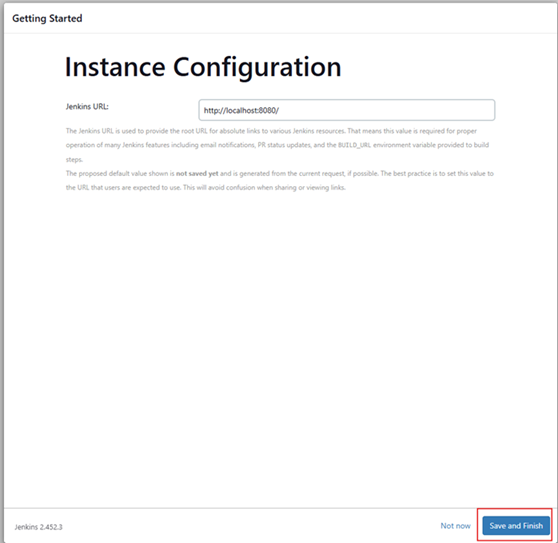 Getting Started
Instance Configuration
Jenkins URL:
http://localhost:8080/
The Jenkins URL is used to provide the root URL for absolute links to various Jenkins resources. That means this value is required for proper
operation of many Jenkins features including email notifications, PR status updates, and the BUILD_URL environment variable provided to build
steps.
The proposed default value shown is not saved yet and is generated from the current request, if possible. The best practice is to set this value to
the URL that users are expected to use. This will avoid confusion when sharing or viewing links.
Jenkins 2.452.3
Not now
Save and Finish